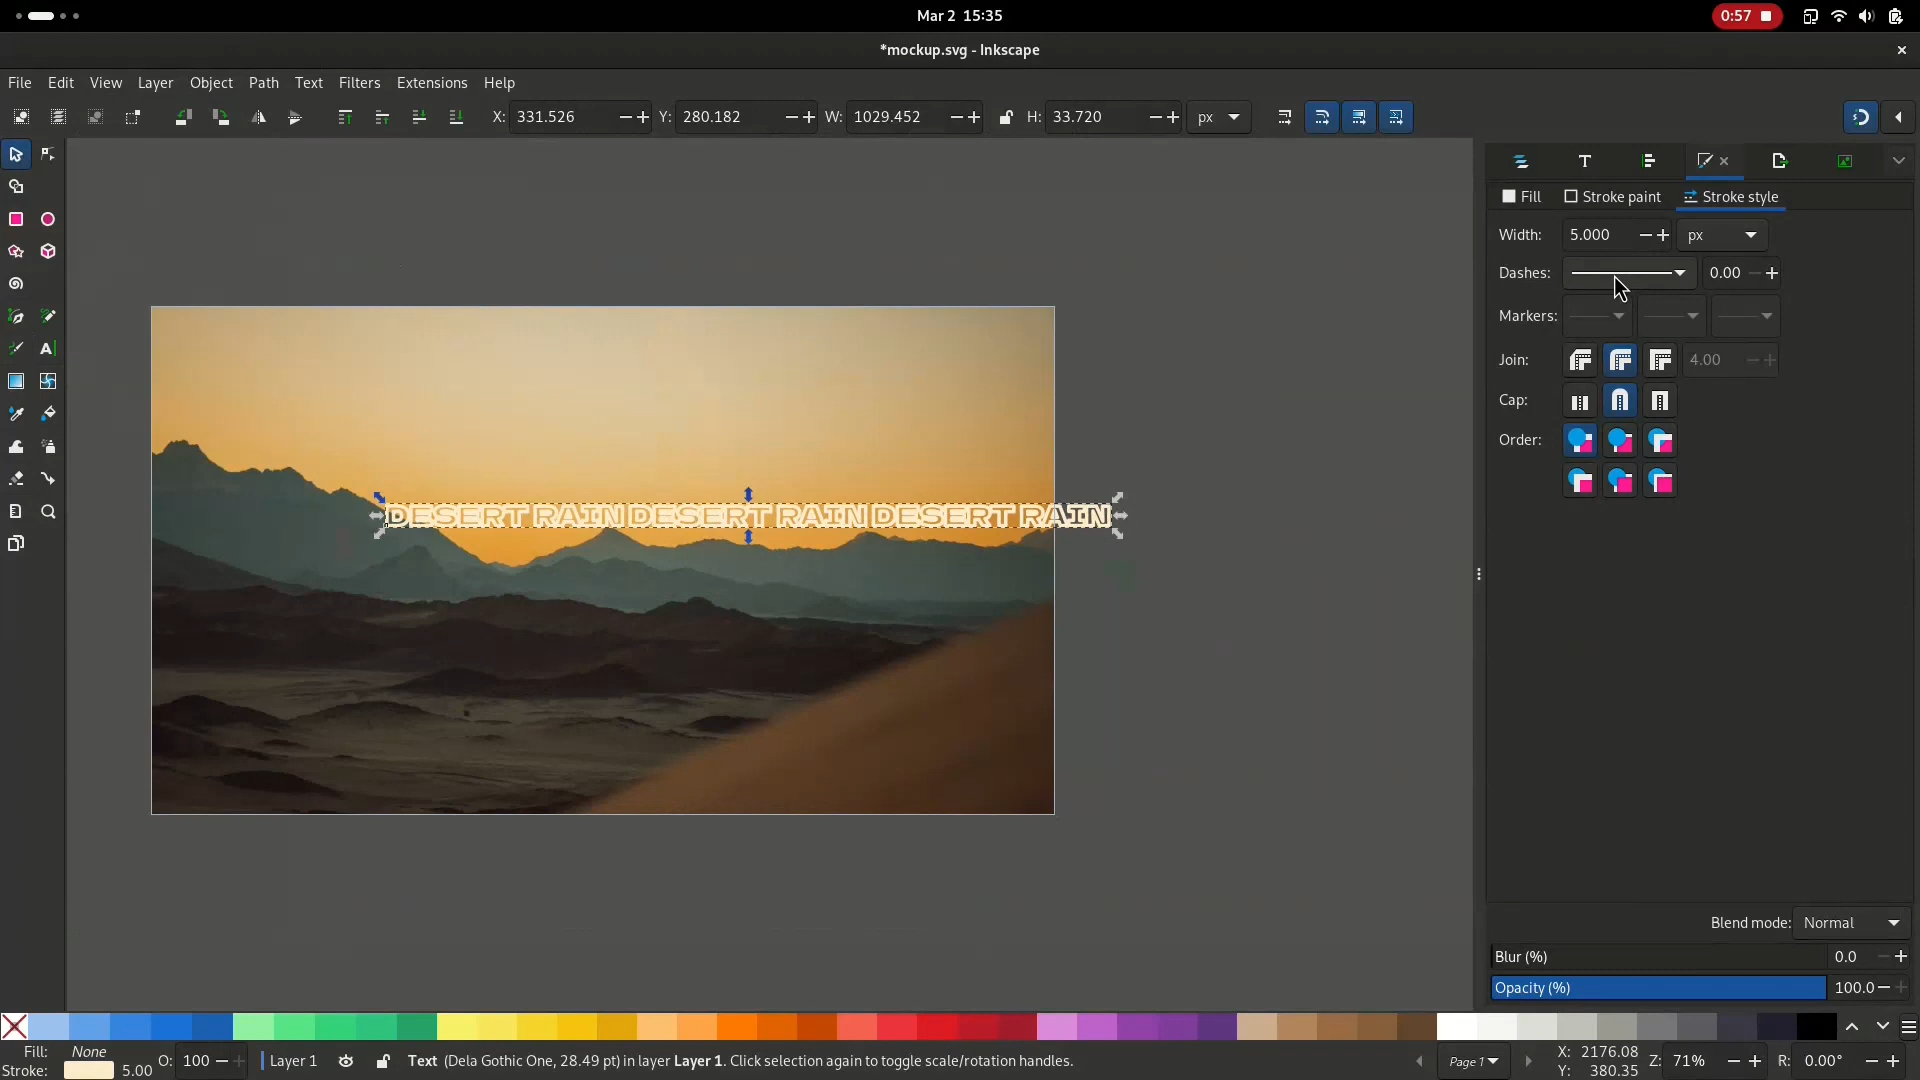 Mar 2 15:35
0:57
*mockup.svg - Inkscape
File Edit View Layer Object Path Text Filters Extensions Help
X: 331.526 Y: 280.182 W: 1029.452 H: 33.720 px
Fill Stroke paint Stroke style
Width: 5.000 px
Dashes: 0.00
Markers:
Join: 4.00
Cap:
Order:
DESERT RAIN DESERT RAIN DESERT RAIN
Blend mode: Normal
Blur (%) 0.0
Opacity (%) 100.0
Fill: None
Stroke: 5.00
O: 100
Layer 1
Text (Dela Gothic One, 28.49 pt) in layer Layer 1. Click selection again to toggle scale/rotation handles.
Page 1
X: 2176.08
Y: 380.35
Z: 71%
R: 0.00°